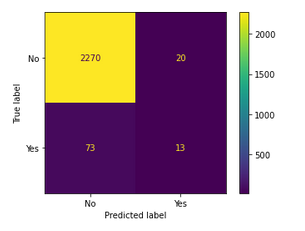 No
2270
20
True label
Yes
73
13
No
Yes
Predicted label
2000
1500
1000
500